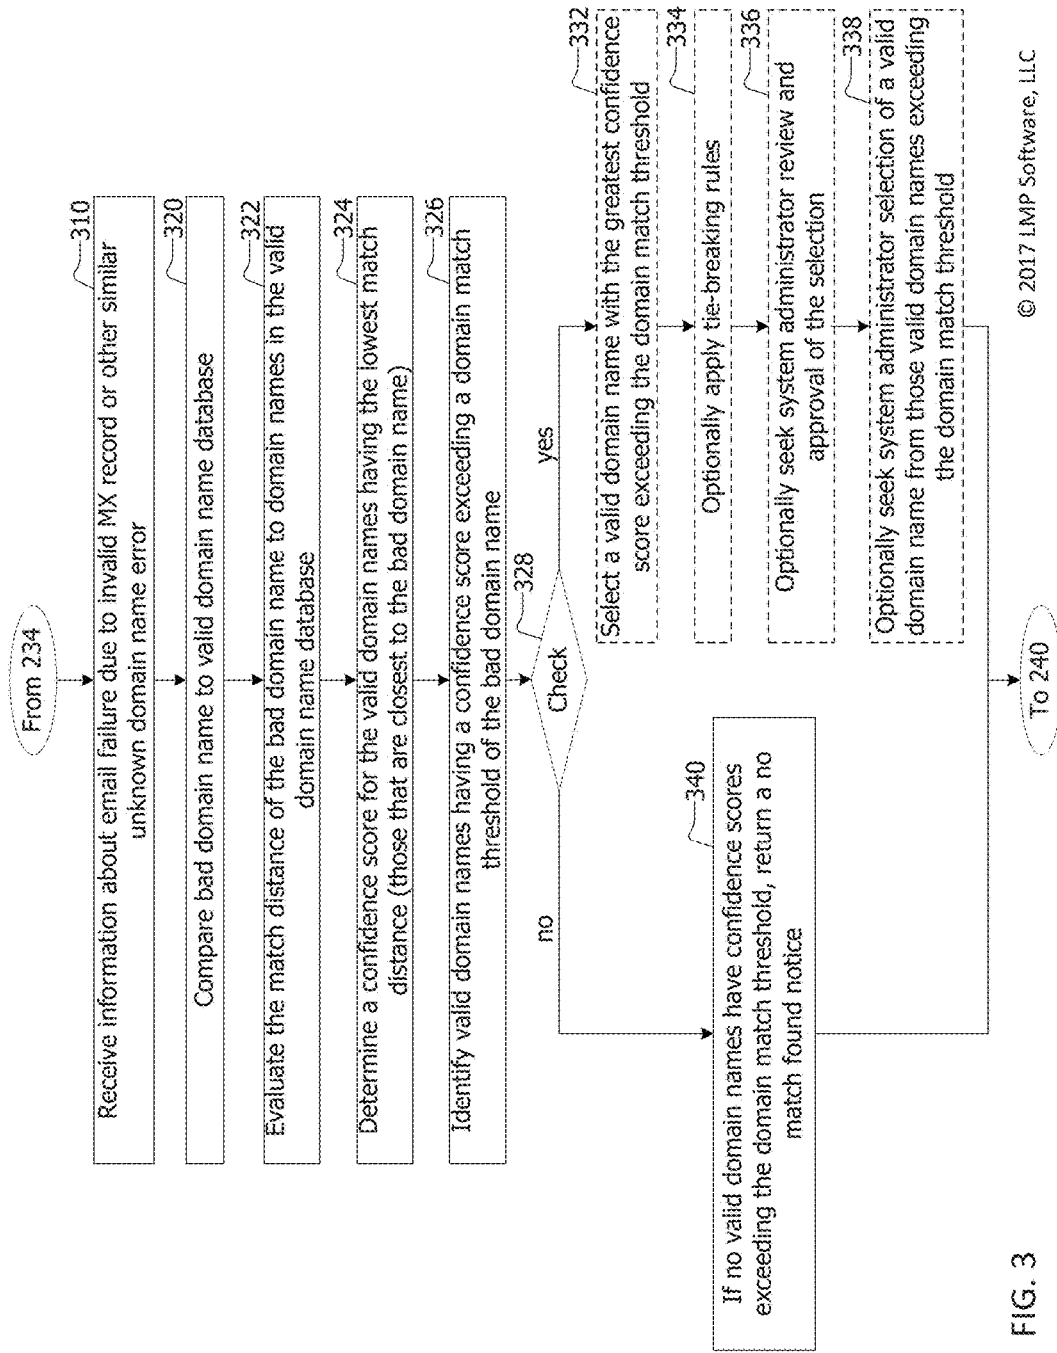 From 234
310
Receive information about email failure due to invalid MX record or other similar
unknown domain name error
320
Compare bad domain name to valid domain name database
322
Evaluate the match distance of the bad domain name to domain names in the valid
domain name database
324
Determine a confidence score for the valid domain names having the lowest match
distance (those that are closest to the bad domain name)
326
Identify valid domain names having a confidence score exceeding a domain match
threshold of the bad domain name
328
Check
no
yes
340
If no valid domain names have confidence scores
exceeding the domain match threshold, return a no
match found notice
332
Select a valid domain name with the greatest confidence
score exceeding the domain match threshold
334
Optionally apply tie-breaking rules
336
Optionally seek system administrator review and
approval of the selection
338
Optionally seek system administrator selection of a valid
domain name from those valid domain names exceeding
the domain match threshold
To 240
FIG. 3
© 2017 LMP Software, LLC